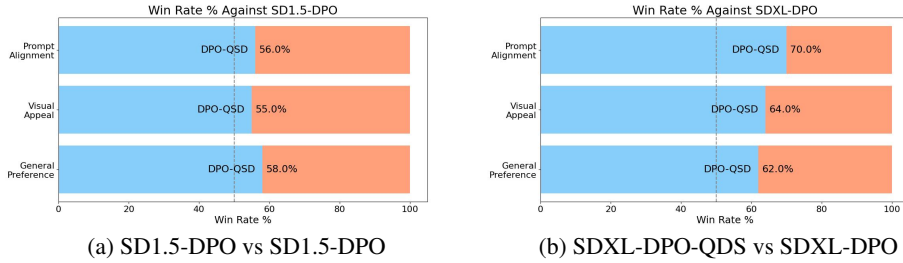 Win Rate % Against SD1.5-DPO
Prompt
Alignment
DPO-QSD 56.0%
Visual
Appeal
DPO-QSD 55.0%
General
Preference
DPO-QSD 58.0%
0 20 40 60 80 100
Win Rate %
(a) SD1.5-DPO vs SD1.5-DPO
Win Rate % Against SDXL-DPO
Prompt
Alignment
DPO-QSD 70.0%
Visual
Appeal
DPO-QSD 64.0%
General
Preference
DPO-QSD 62.0%
0 20 40 60 80 100
Win Rate %
(b) SDXL-DPO-QDS vs SDXL-DPO